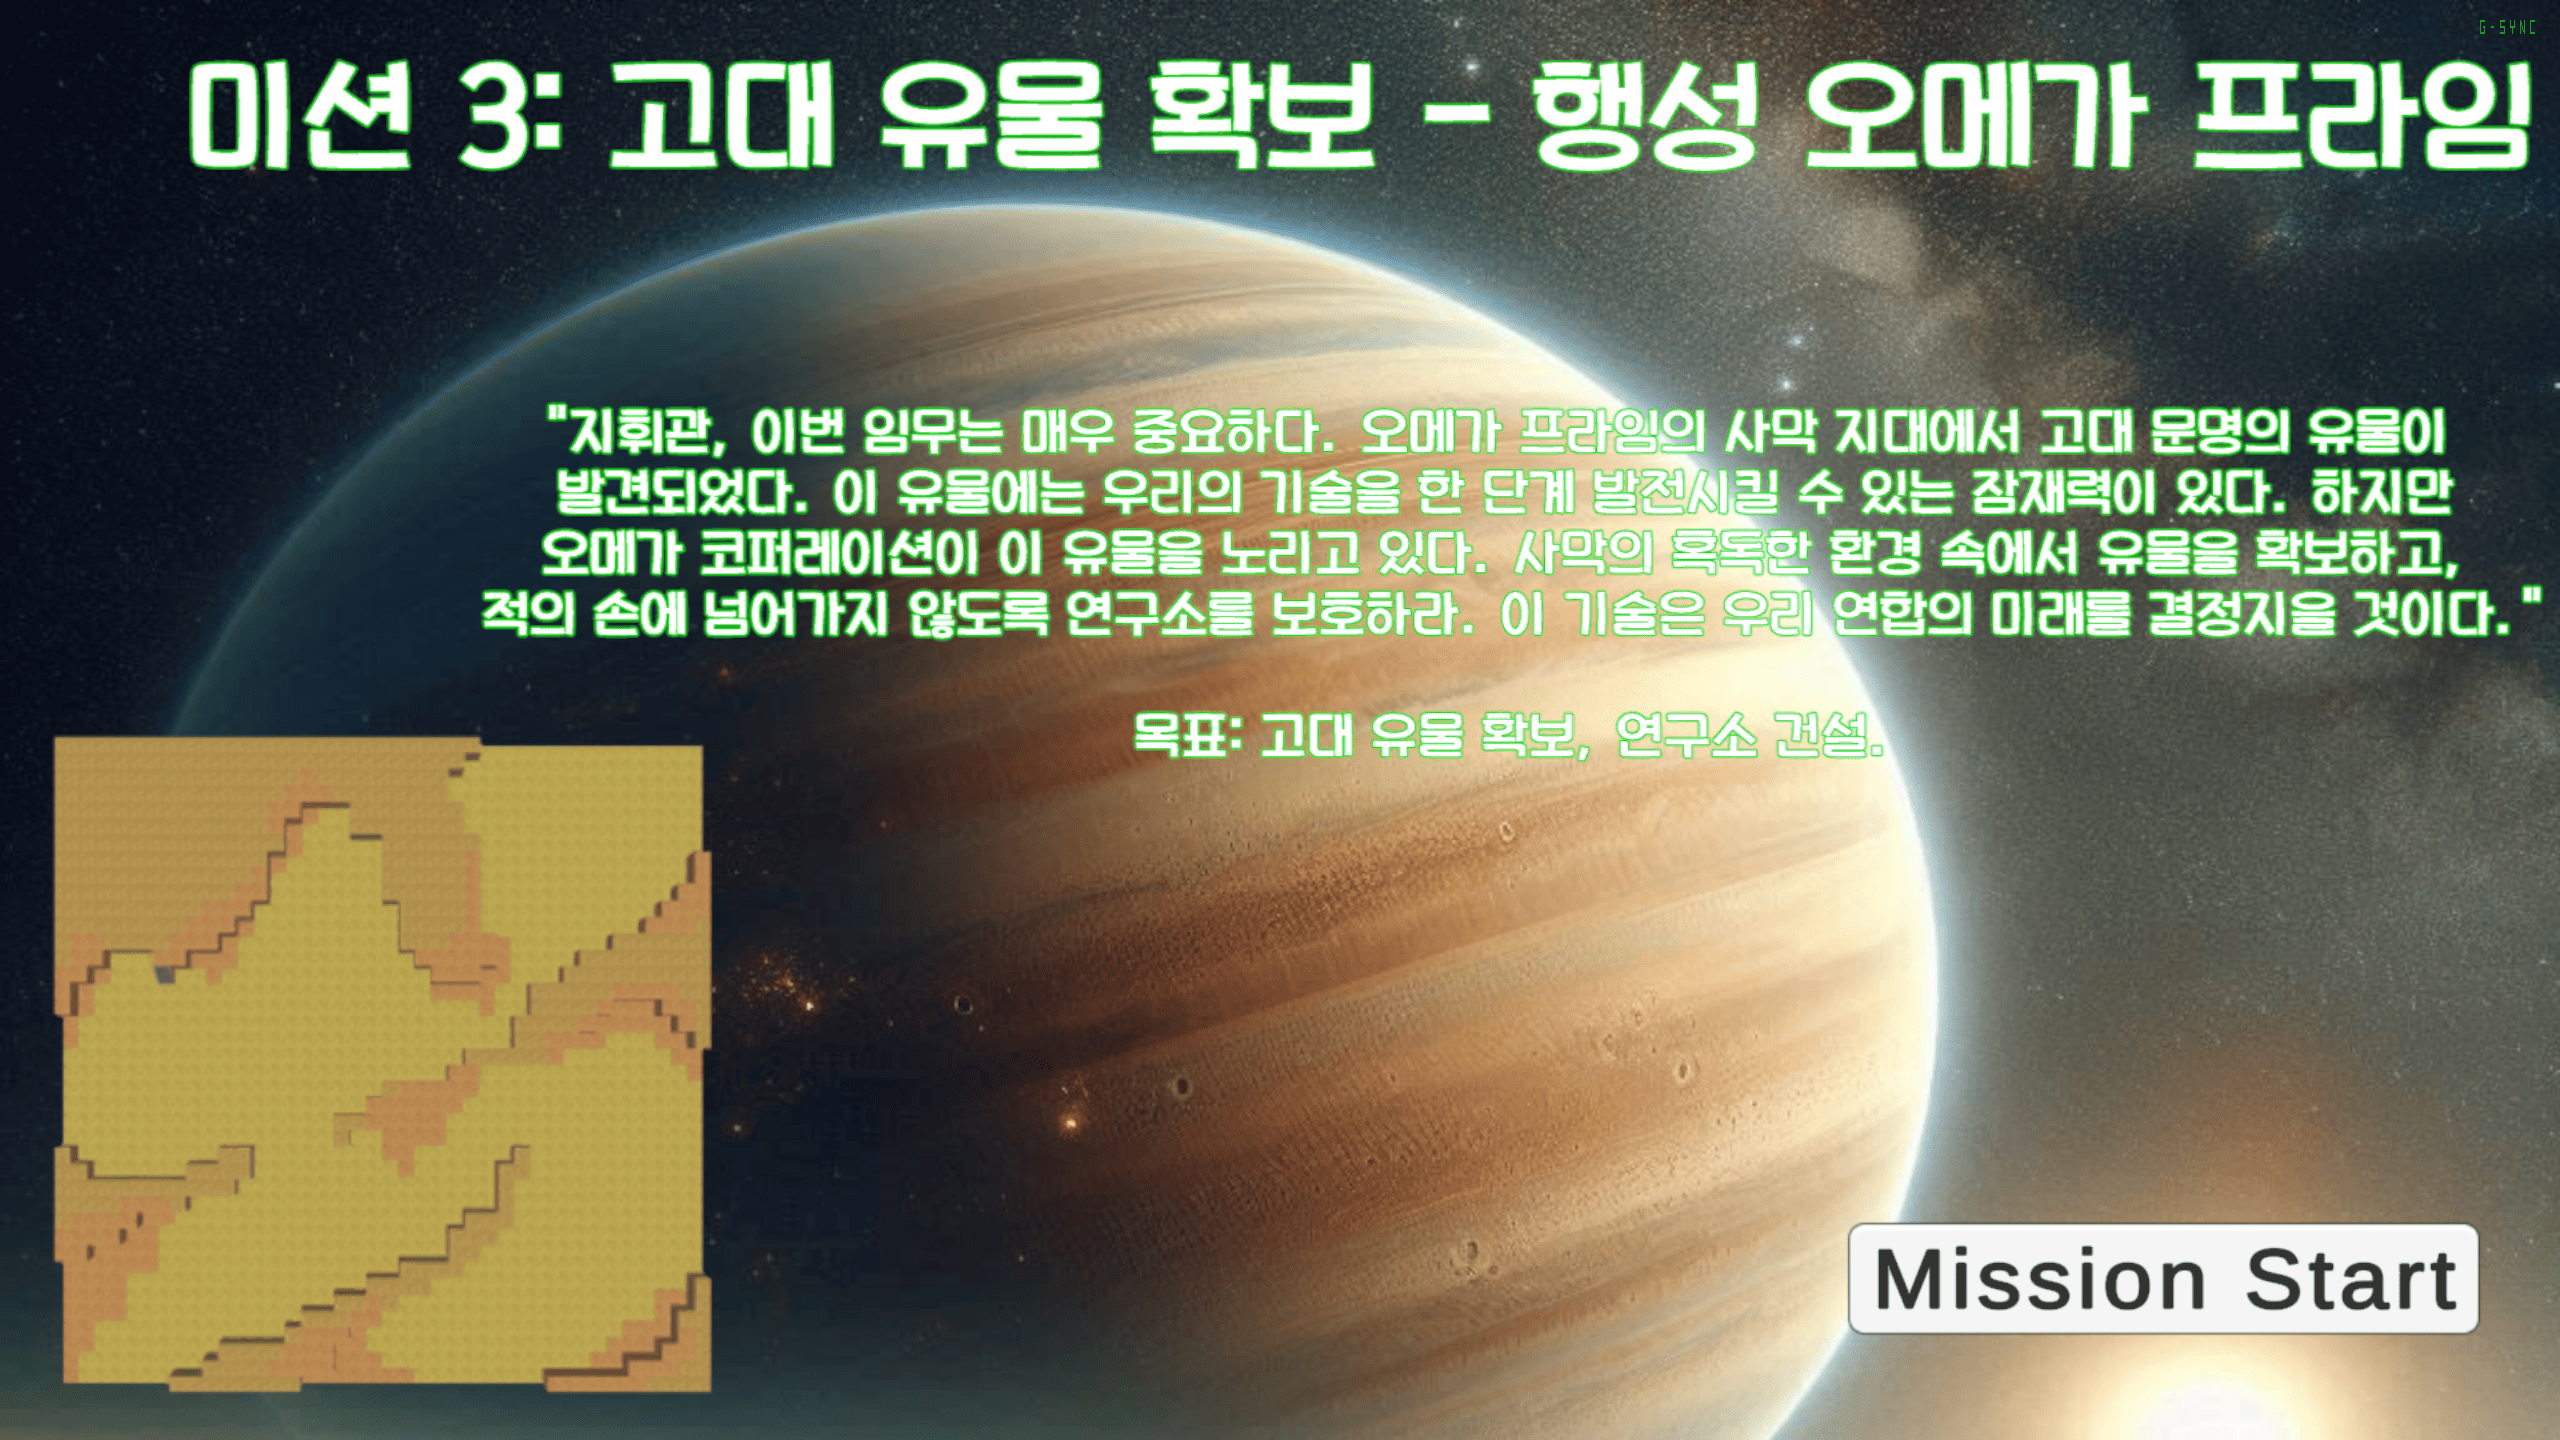 G-SYNC
미션 3: 고대 유물 확보 - 행성 오메가 프라임
"지휘관, 이번 임무는 매우 중요하다. 오메가 프라임의 사막 지대에서 고대 문명의 유물이
발견되었다. 이 유물에는 우리의 기술을 한 단계 발전시킬 수 있는 잠재력이 있다. 하지만
오메가 코퍼레이션이 이 유물을 노리고 있다. 사막의 혹독한 환경 속에서 유물을 확보하고,
적의 손에 넘어가지 않도록 연구소를 보호하라. 이 기술은 우리 연합의 미래를 결정지을 것이다."
목표: 고대 유물 확보, 연구소 건설.
Mission Start